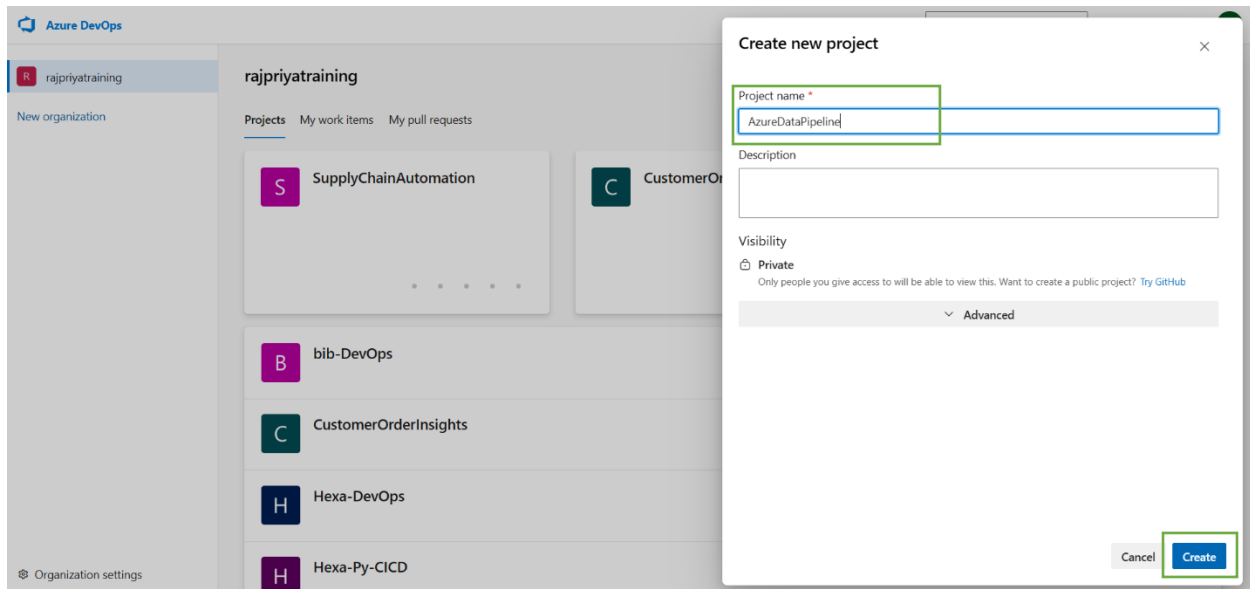 Azure DevOps
R rajpriyatraining
New organization
Organization settings
rajpriyatraining
Projects My work items My pull requests
S SupplyChainAutomation
C
B bib-DevOps
C CustomerOrderInsights
H Hexa-DevOps
H Hexa-Py-CICD
Create new project
Project name *
AzureDataPipeline
Description
Visibility
Private
Only people you give access to will be able to view this. Want to create a public project? Try GitHub
Advanced
Cancel Create